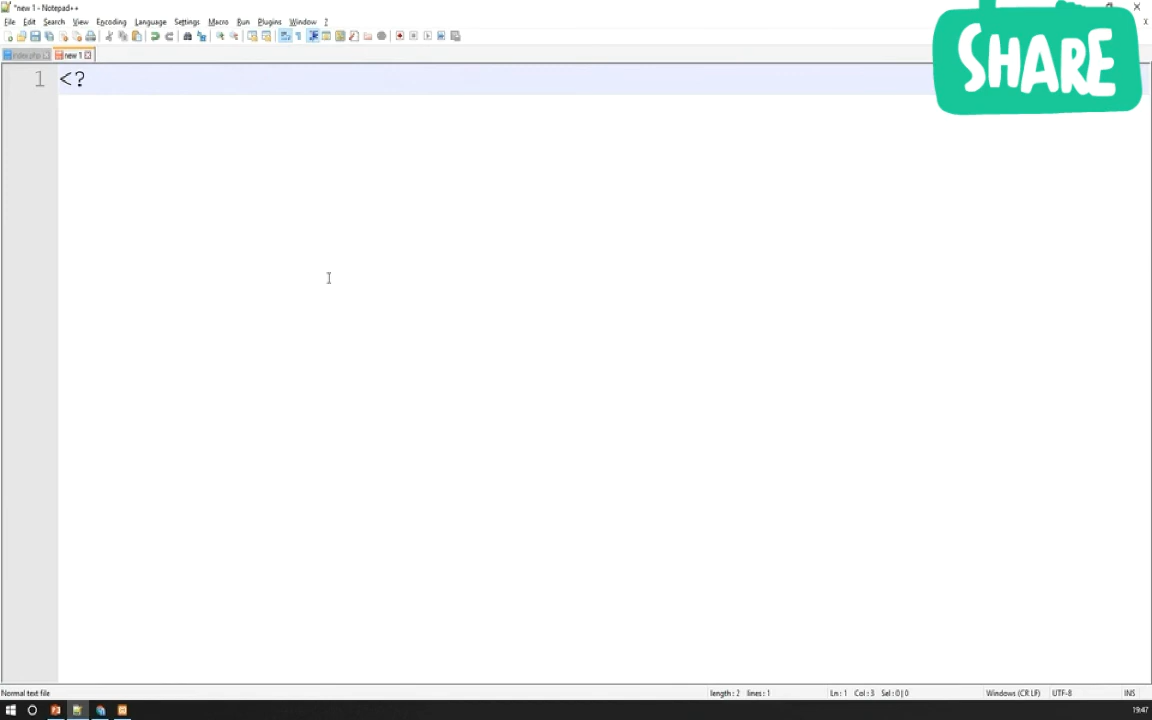 *new 1 - Notepad++
File Edit Search View Encoding Language Settings Macro Run Plugins Window ?
X
index.php new 1
1 <?
SHARE
Normal text file length : 2 lines : 1 Ln : 1 Col : 3 Sel : 0 | 0 Windows (CR LF) UTF-8 INS
19:47